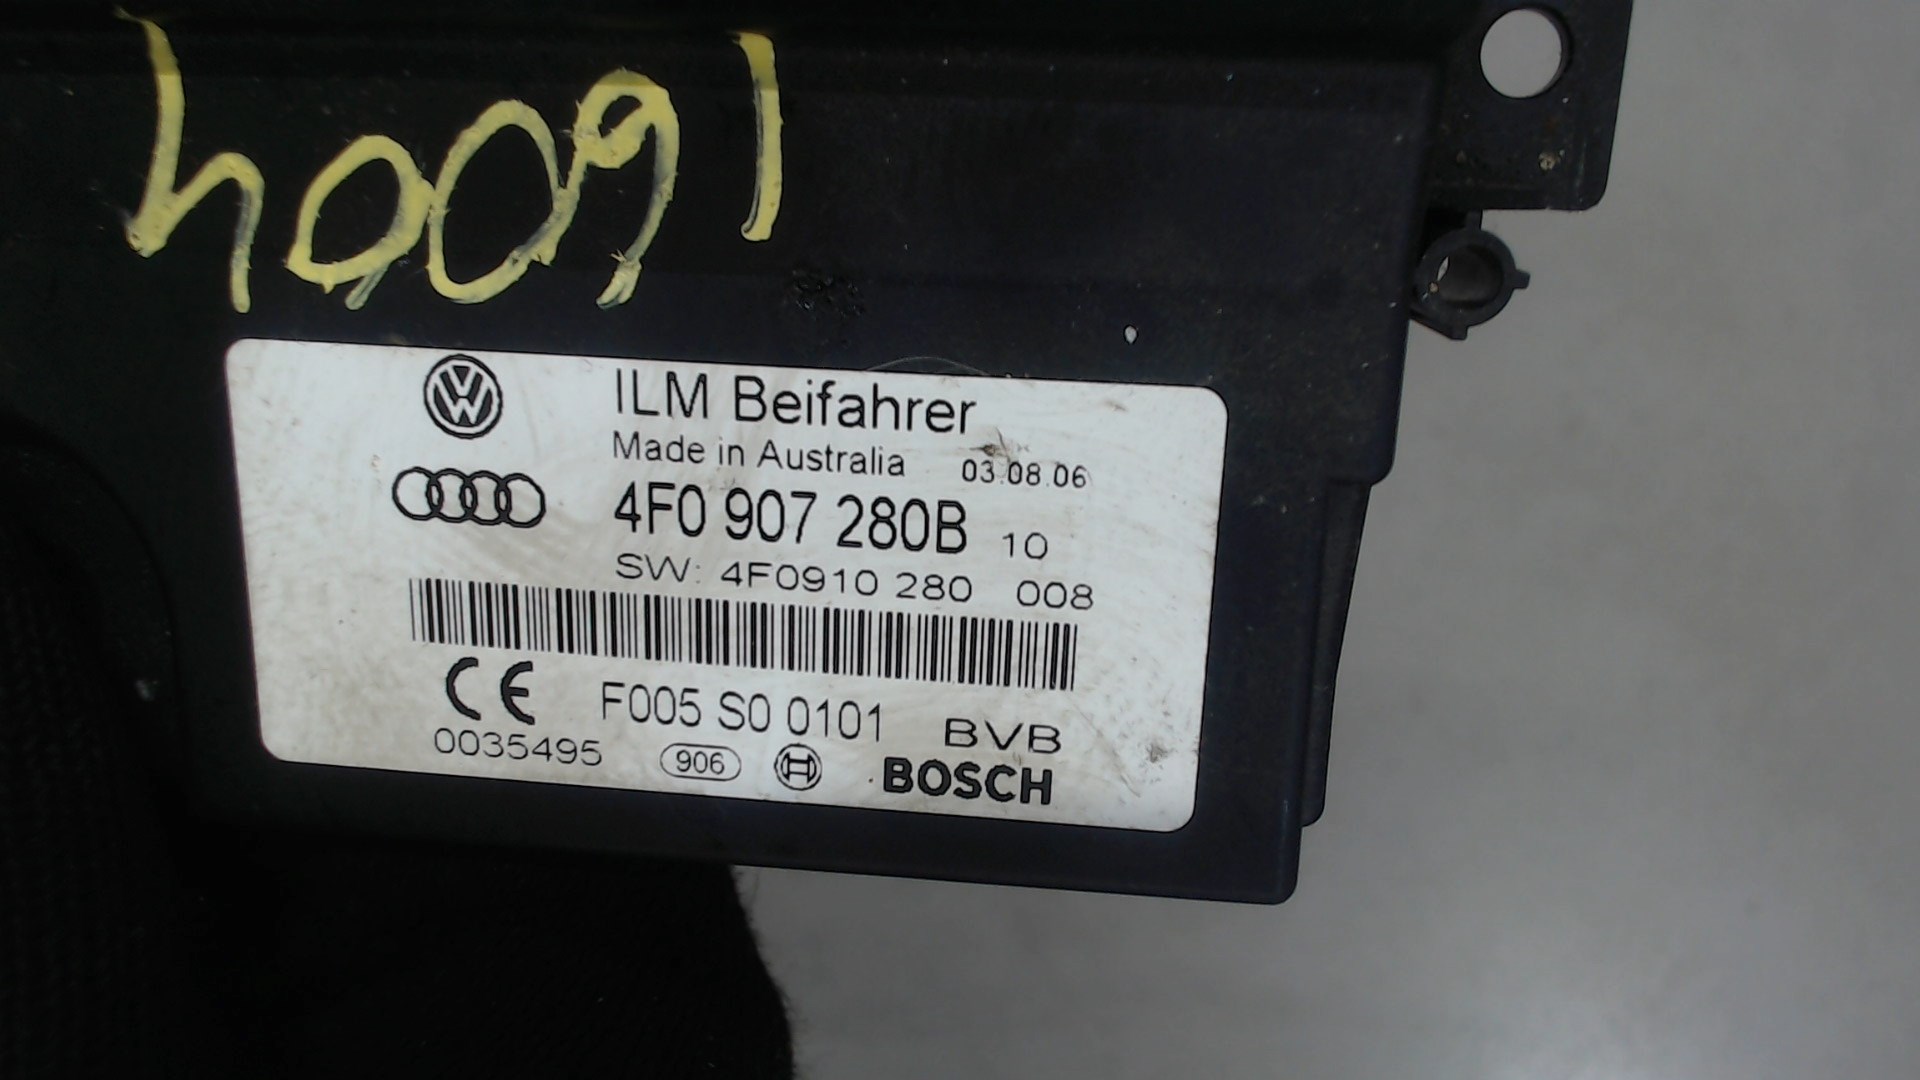 16004
ILM Beifahrer
Made in Australia 03.08.06
4F0 907 280B 10
SW: 4F0910 280 008
CE F005 S0 0101 BVB
0035495 906 BOSCH